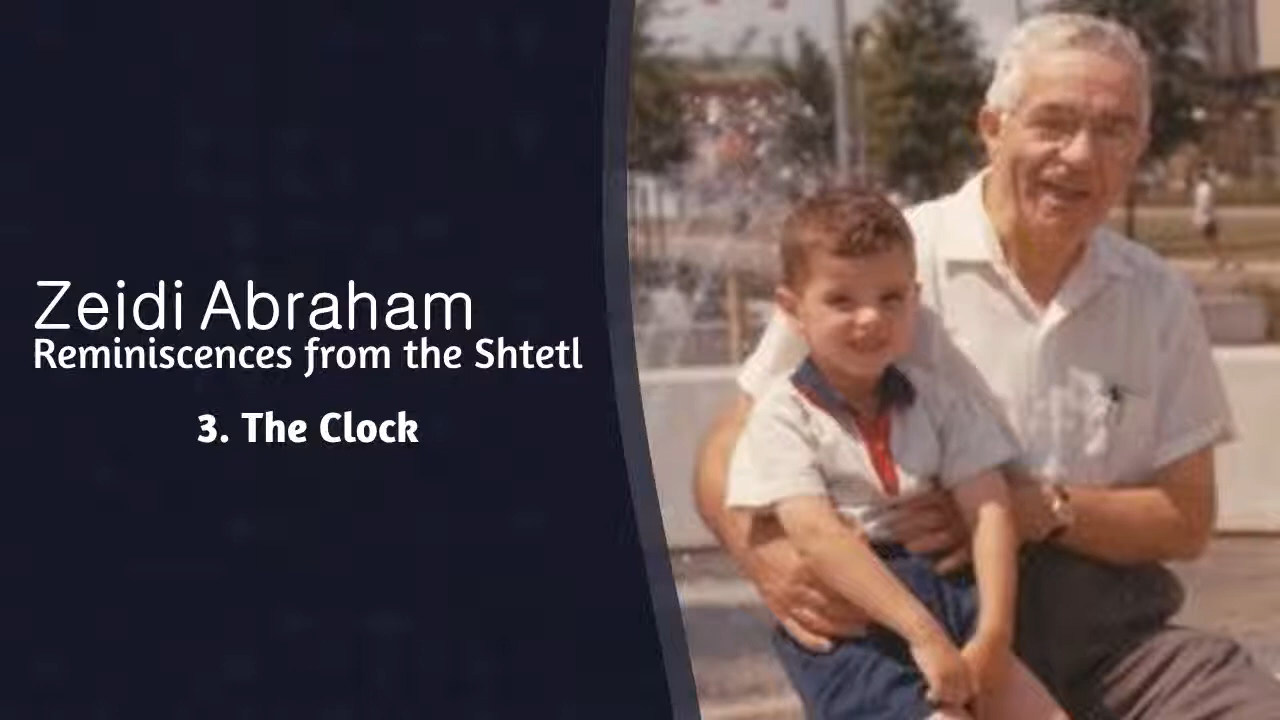 Zeidi Abraham
Reminiscences from the Shtetl
3. The Clock